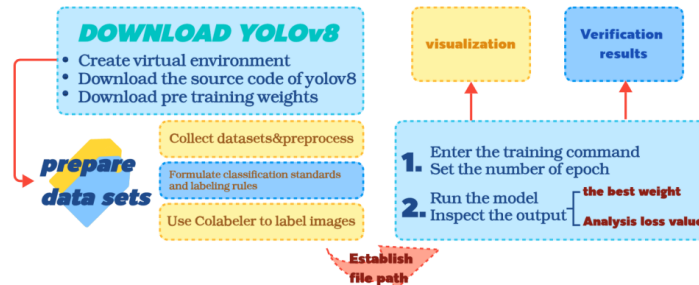 DOWNLOAD YOLOv8
• Create virtual environment
• Download the source code of yolov8
• Download pre training weights
prepare
data sets
Collect datasets&preprocess
Formulate classification standards
and labeling rules
Use Colabeler to label images
Establish
file path
visualization
Verification
results
1. Enter the training command
Set the number of epoch
2. Run the model
Inspect the output
the best weight
Analysis loss value